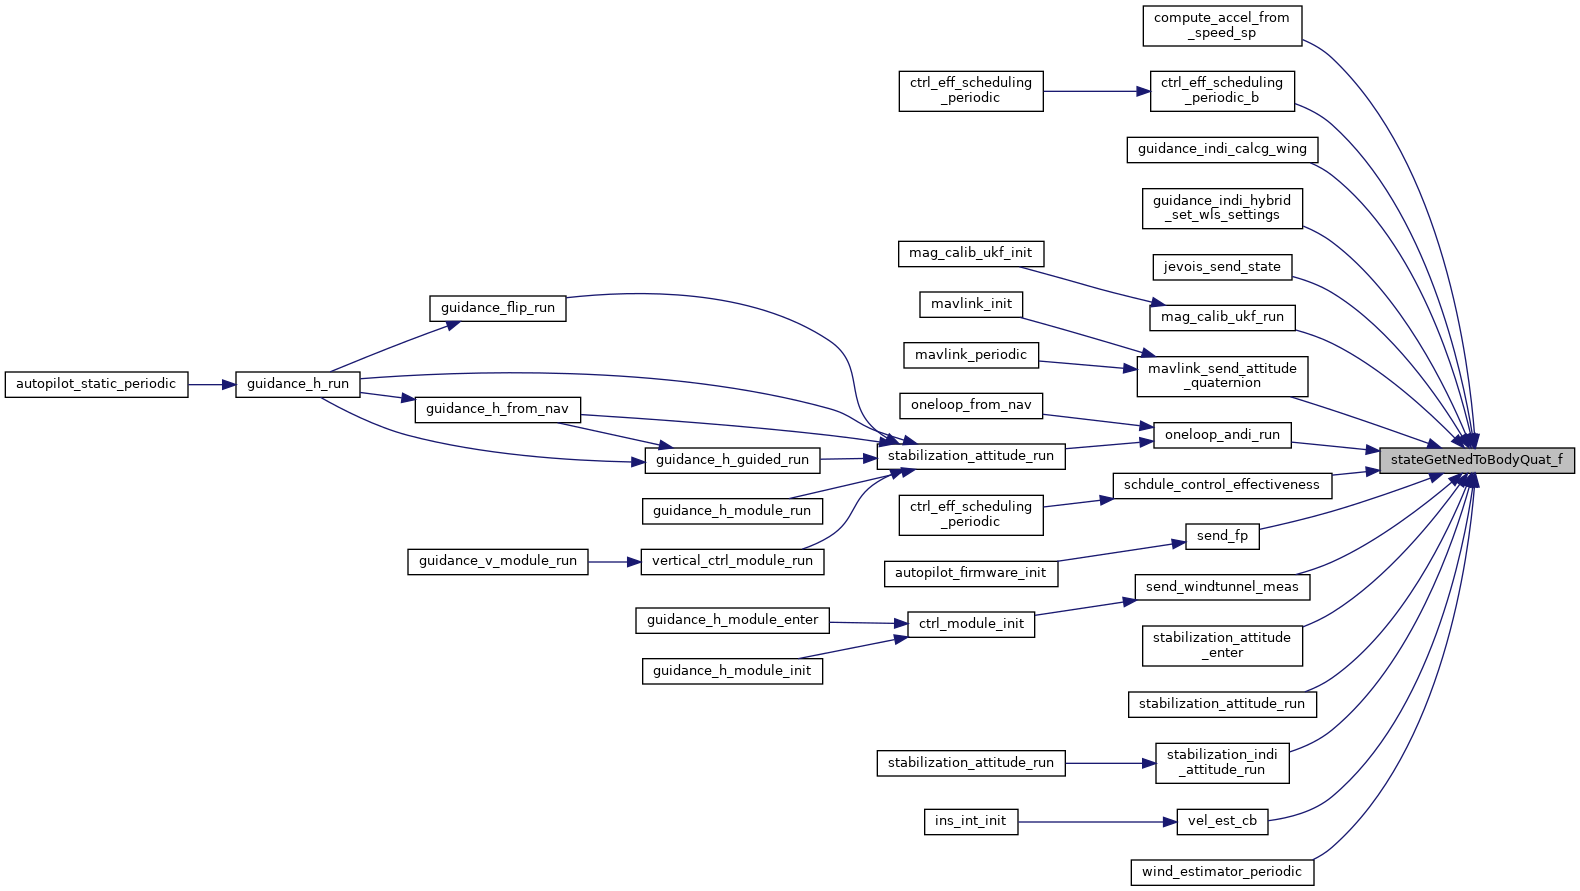 compute_accel_from
_speed_sp
ctrl_eff_scheduling
_periodic
ctrl_eff_scheduling
_periodic_b
guidance_indi_calcg_wing
guidance_indi_hybrid
_set_wls_settings
mag_calib_ukf_init
jevois_send_state
mavlink_init
guidance_flip_run
mag_calib_ukf_run
mavlink_periodic
mavlink_send_attitude
_quaternion
autopilot_static_periodic
guidance_h_run
guidance_h_from_nav
oneloop_from_nav
oneloop_andi_run
guidance_h_guided_run
stabilization_attitude_run
stateGetNedToBodyQuat_f
schdule_control_effectiveness
guidance_h_module_run
ctrl_eff_scheduling
_periodic
send_fp
guidance_v_module_run
vertical_ctrl_module_run
autopilot_firmware_init
send_windtunnel_meas
guidance_h_module_enter
ctrl_module_init
stabilization_attitude
_enter
guidance_h_module_init
stabilization_attitude_run
stabilization_attitude_run
stabilization_indi
_attitude_run
ins_int_init
vel_est_cb
wind_estimator_periodic